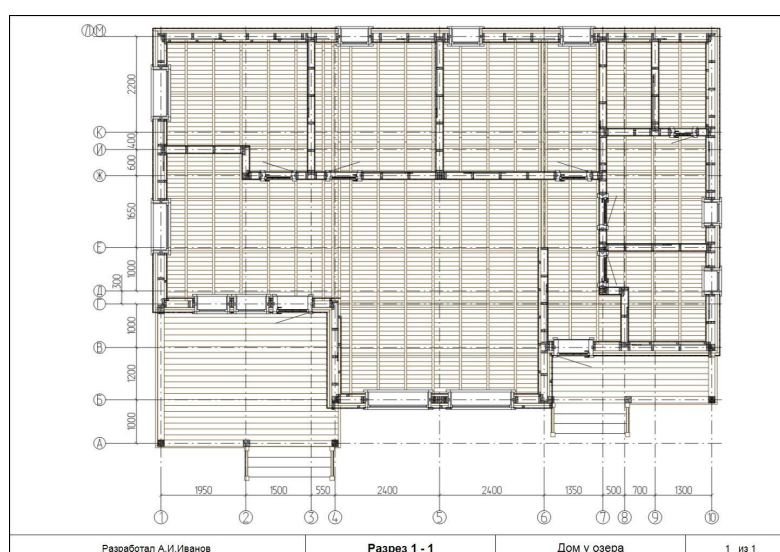 Л М
2200
К
400
И
600
Ж
1650
Е
1000
Д
300
Г
1000
В
1200
Б
1000
А
1950 1500 550 2400 2400 1350 500 700 1300
1 2 3 4 5 6 7 8 9 10
Разработал А.И.Иванов Разрез 1 - 1 Дом у озера 1 из 1